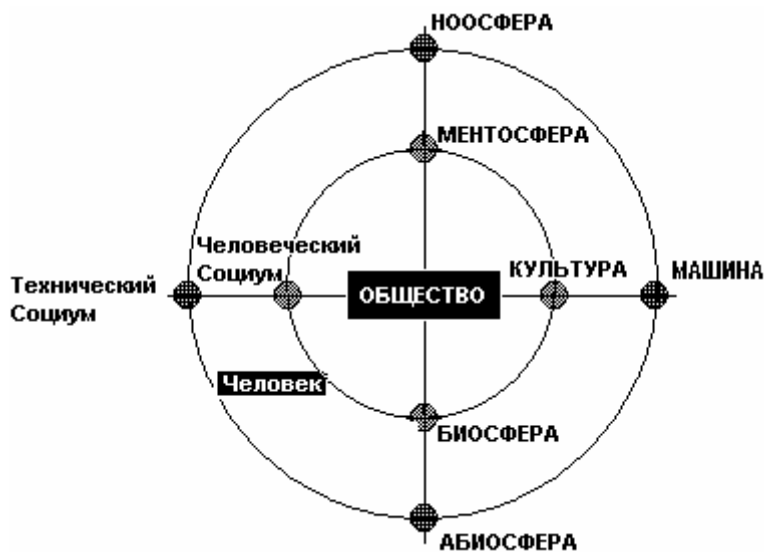 НООСФЕРА
МЕНТОСФЕРА
Человеческий
Социум
КУЛЬТУРА
МАШИНА
Технический
Социум
ОБЩЕСТВО
Человек
БИОСФЕРА
АБИОСФЕРА